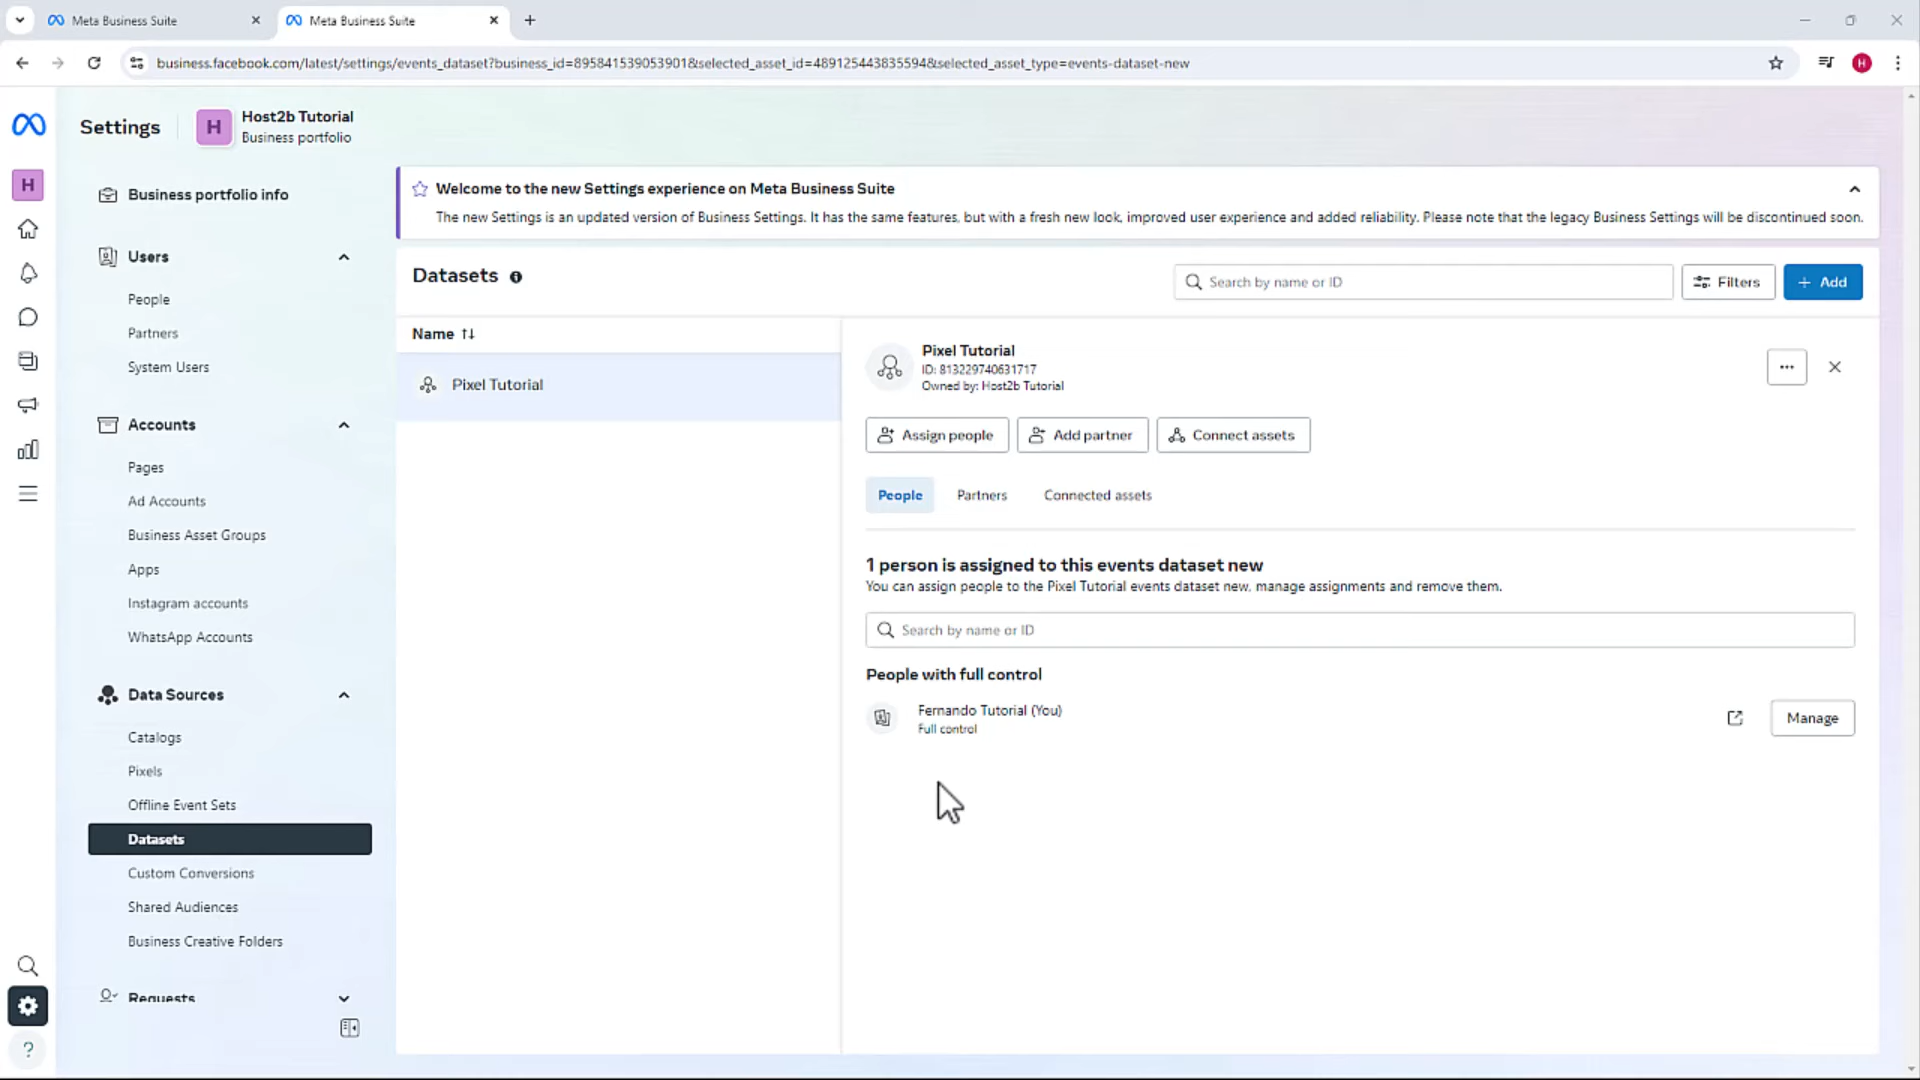 Meta Business Suite
Meta Business Suite
business.facebook.com/latest/settings/events_dataset?business_id=895841539053901&selected_asset_id=489125443835594&selected_asset_type=events-dataset-new
H
Settings
H
Host2b Tutorial
Business portfolio
H
Business portfolio info
Users
People
Partners
System Users
Accounts
Pages
Ad Accounts
Business Asset Groups
Apps
Instagram accounts
WhatsApp Accounts
Data Sources
Catalogs
Pixels
Offline Event Sets
Datasets
Custom Conversions
Shared Audiences
Business Creative Folders
Requests
?
Welcome to the new Settings experience on Meta Business Suite
The new Settings is an updated version of Business Settings. It has the same features, but with a fresh new look, improved user experience and added reliability. Please note that the legacy Business Settings will be discontinued soon.
Datasets
Search by name or ID
Filters
+ Add
Name
Pixel Tutorial
Pixel Tutorial
ID: 813229740631717
Owned by: Host2b Tutorial
...
Assign people
Add partner
Connect assets
People
Partners
Connected assets
1 person is assigned to this events dataset new
You can assign people to the Pixel Tutorial events dataset new, manage assignments and remove them.
Search by name or ID
People with full control
Fernando Tutorial (You)
Full control
Manage